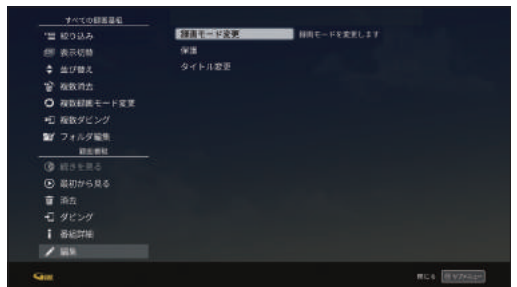 すべての録画番組
絞り込み
表示切替
並び替え
複数消去
複数録画モード変更
複数ダビング
フォルダ編集
録画番組
続きを見る
最初から見る
消去
ダビング
番組詳細
編集
録画モード変更
保護
タイトル変更
録画モードを変更します
閉じる
サブメニュー